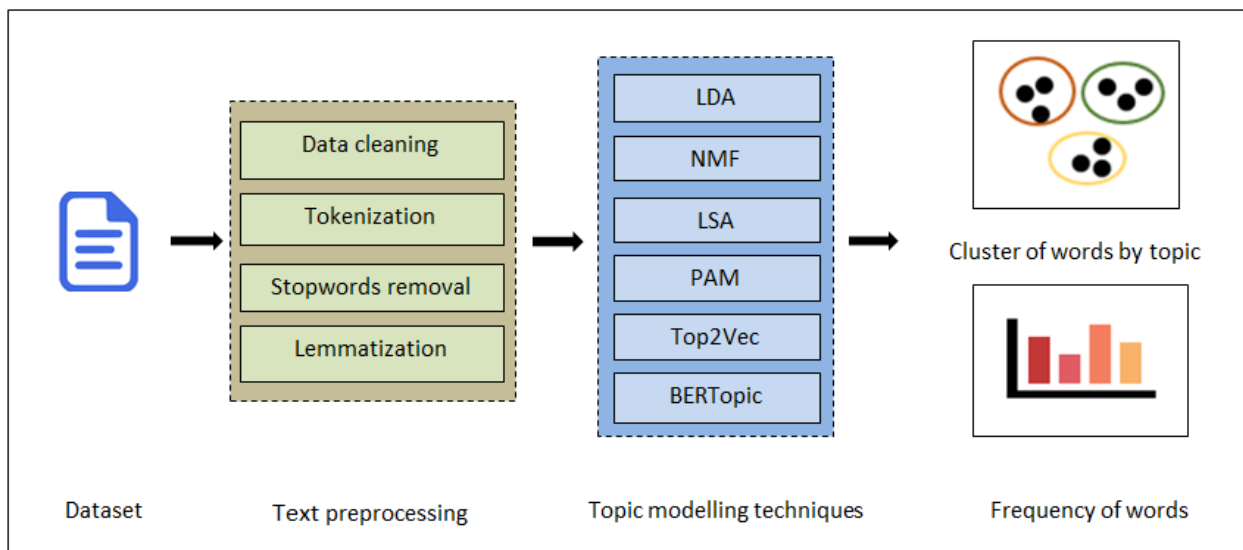 Data cleaning
Tokenization
Stopwords removal
Lemmatization
LDA
NMF
LSA
PAM
Top2Vec
BERTopic
Cluster of words by topic
Dataset
Text preprocessing
Topic modelling techniques
Frequency of words